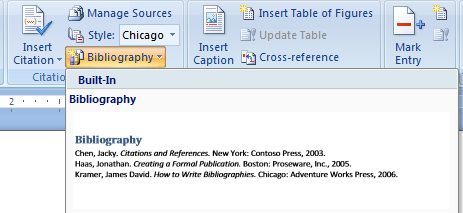 Insert Citation
Manage Sources
Style: Chicago
Bibliography
Citatio
Insert Caption
Insert Table of Figures
Update Table
Cross-reference
Mark Entry
2
1
Built-In
Bibliography
Bibliography
Chen, Jacky. Citations and References. New York: Contoso Press, 2003.
Haas, Jonathan. Creating a Formal Publication. Boston: Proseware, Inc., 2005.
Kramer, James David. How to Write Bibliographies. Chicago: Adventure Works Press, 2006.